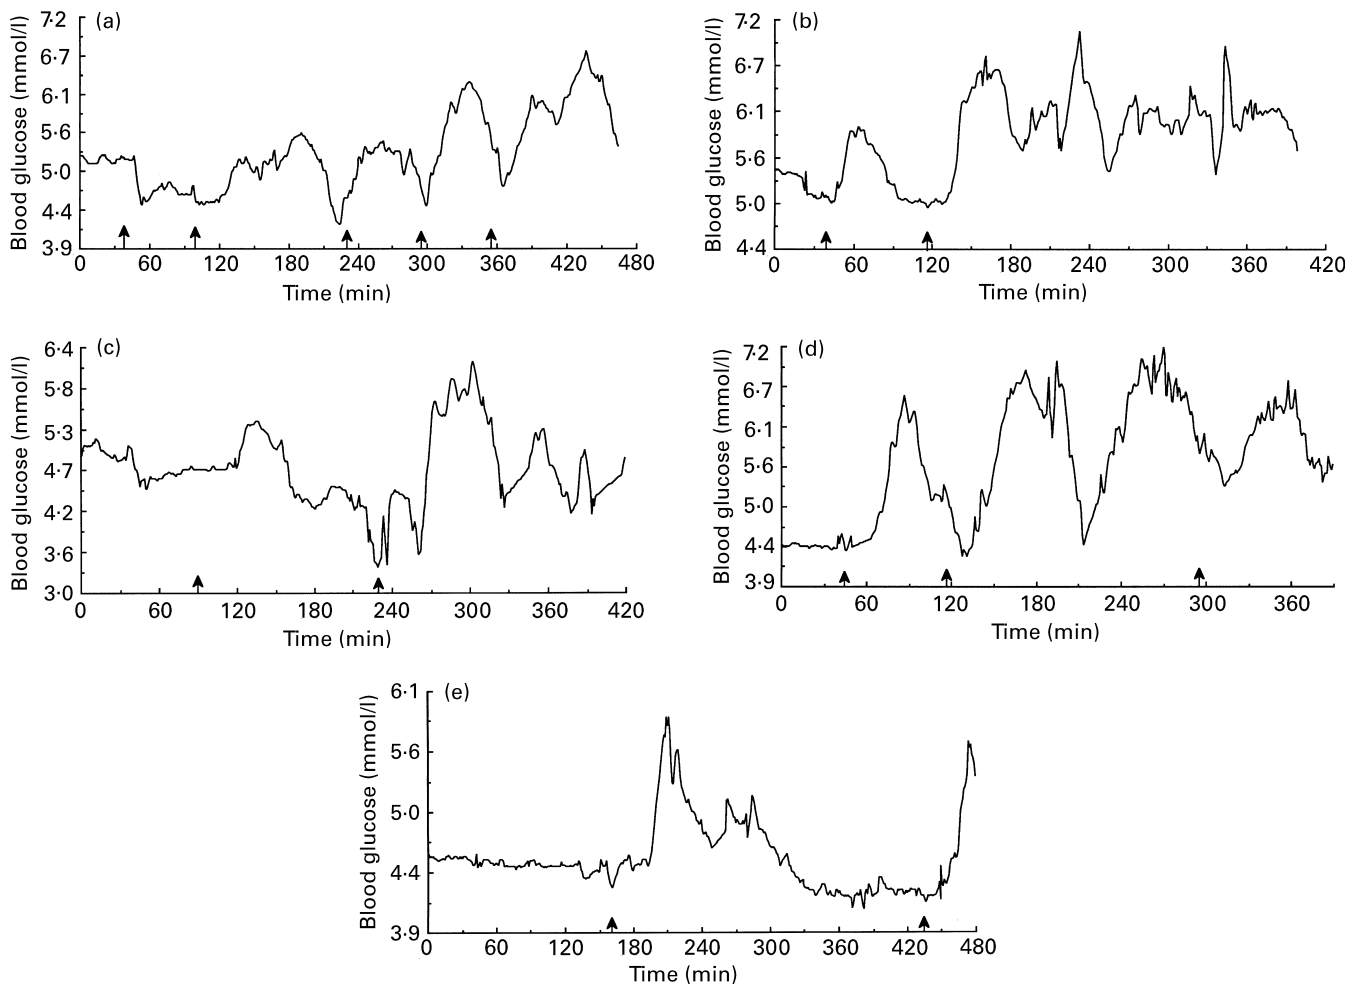 (a)
Blood glucose (mmol/l)
7·2
6·7
6·1
5·6
5·0
4·4
3·9
0 60 120 180 240 300 360 420 480
Time (min)
(b)
Blood glucose (mmol/l)
7·2
6·7
6·1
5·6
5·0
4·4
0 60 120 180 240 300 360 420
Time (min)
(c)
Blood glucose (mmol/l)
6·4
5·8
5·3
4·7
4·2
3·6
3·0
0 60 120 180 240 300 360 420
Time (min)
(d)
Blood glucose (mmol/l)
7·2
6·7
6·1
5·6
5·0
4·4
3·9
0 60 120 180 240 300 360
Time (min)
(e)
Blood glucose (mmol/l)
6·1
5·6
5·0
4·4
3·9
0 60 120 180 240 300 360 420 480
Time (min)